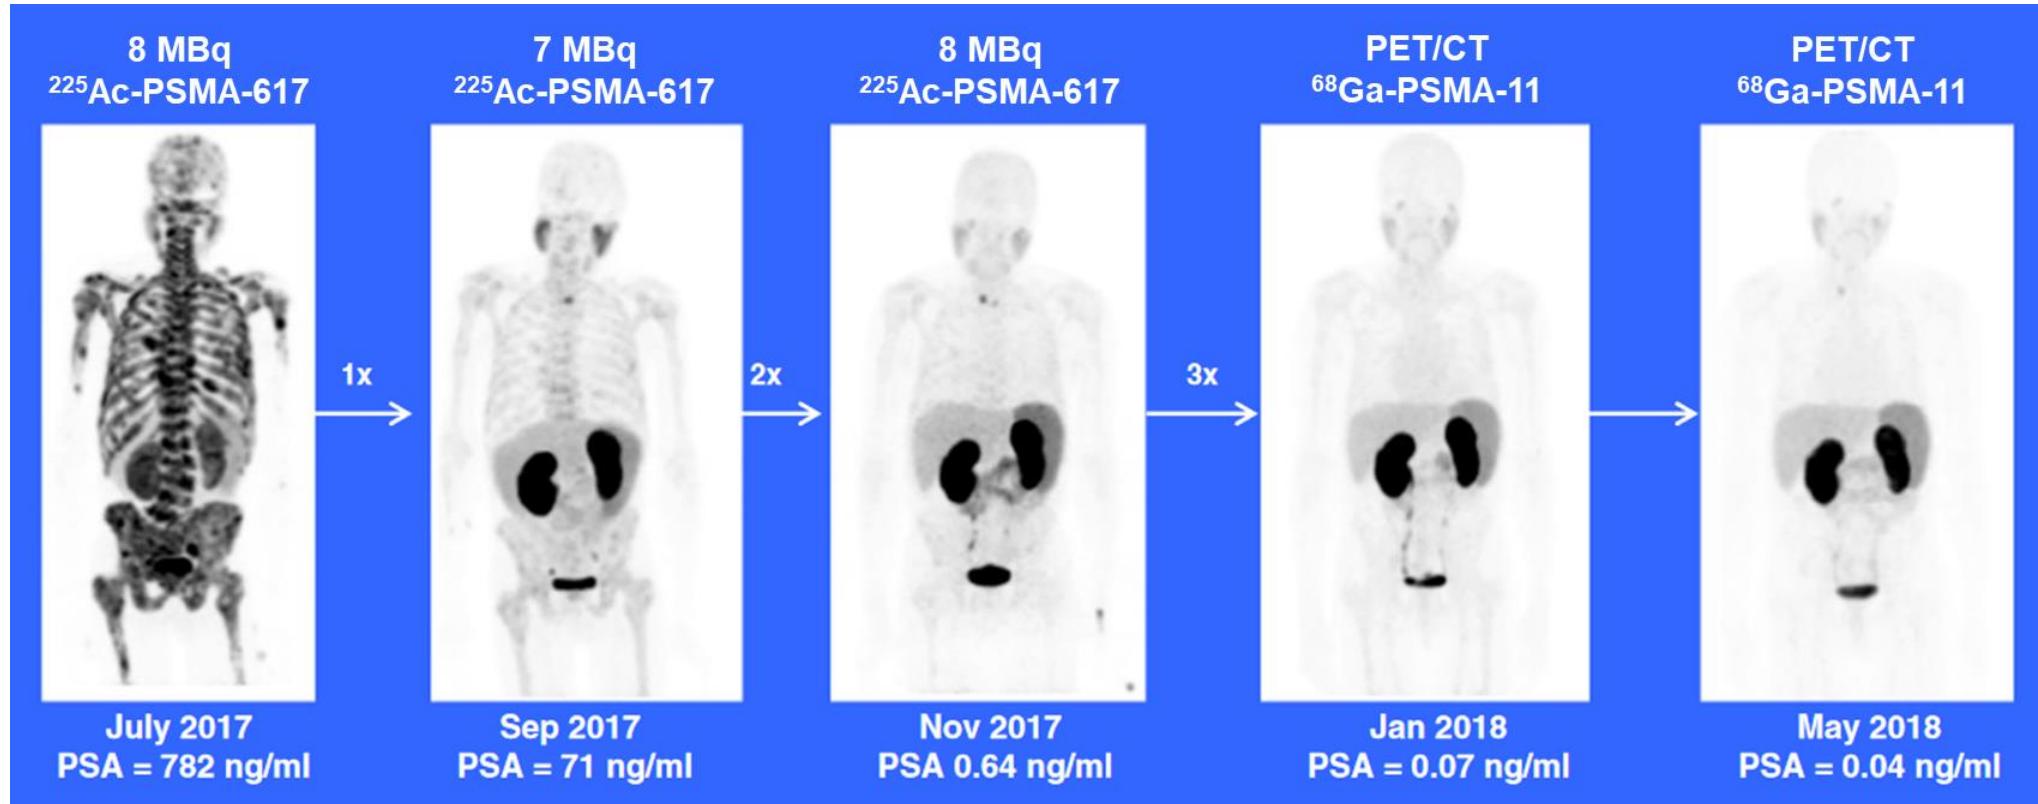 8 MBq
²²⁵Ac-PSMA-617
7 MBq
²²⁵Ac-PSMA-617
8 MBq
²²⁵Ac-PSMA-617
PET/CT
⁶⁸Ga-PSMA-11
PET/CT
⁶⁸Ga-PSMA-11
1x
2x
3x
July 2017
PSA = 782 ng/ml
Sep 2017
PSA = 71 ng/ml
Nov 2017
PSA 0.64 ng/ml
Jan 2018
PSA = 0.07 ng/ml
May 2018
PSA = 0.04 ng/ml